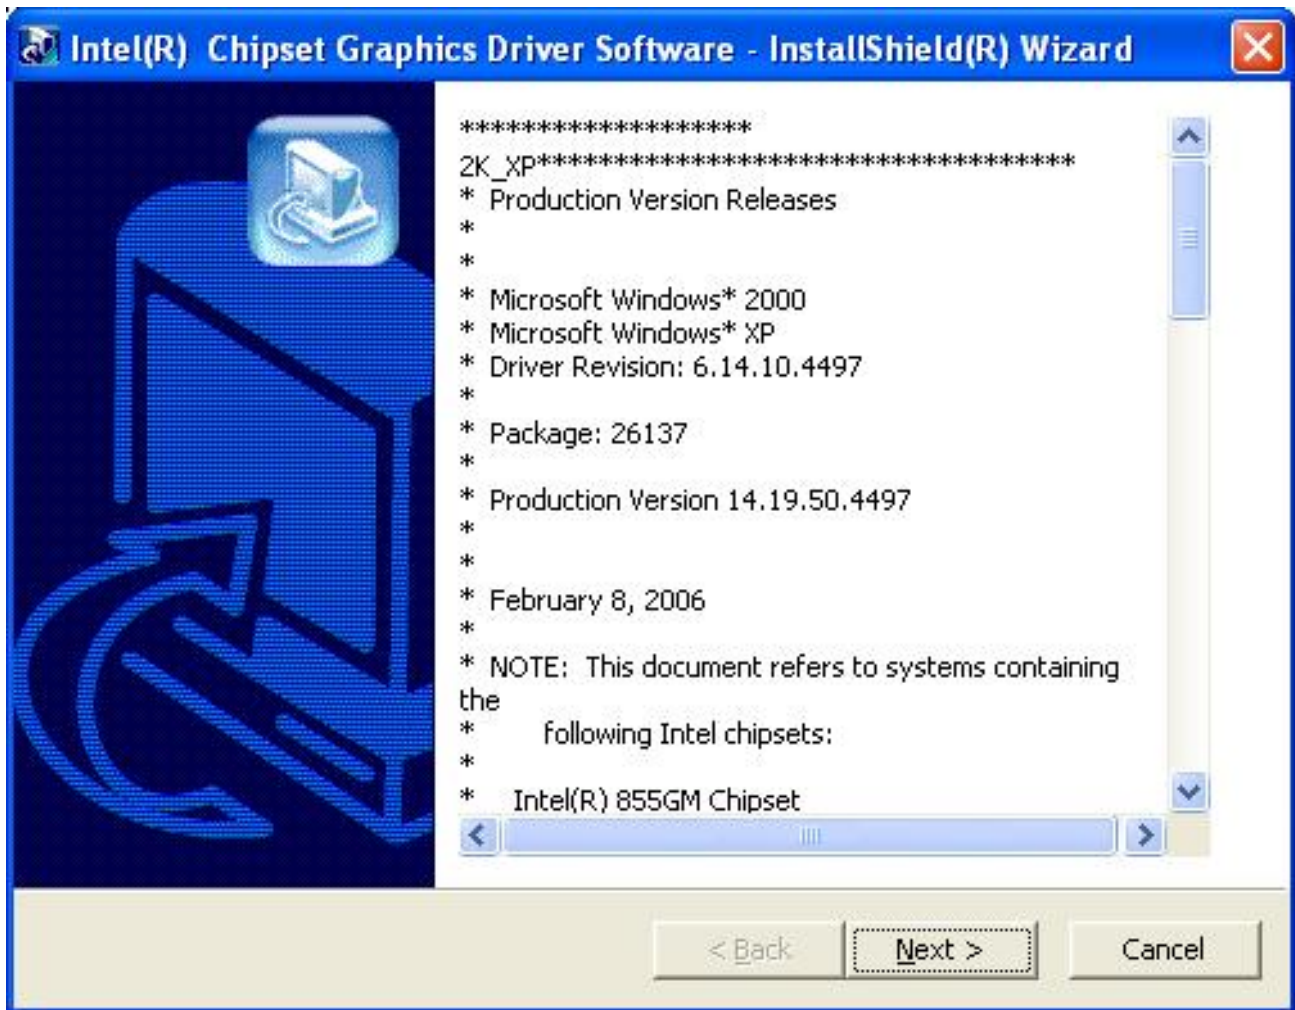 Intel(R)  Chipset Graphics Driver Software - InstallShield(R) Wizard
*******************
2K_XP***********************************
*  Production Version Releases
*
*
*  Microsoft Windows* 2000
*  Microsoft Windows* XP
*  Driver Revision: 6.14.10.4497
*
*  Package: 26137
*
*  Production Version 14.19.50.4497
*
*
*  February 8, 2006
*
*  NOTE:  This document refers to systems containing
the
*        following Intel chipsets:
*
*    Intel(R) 855GM Chipset
< Back
Next >
Cancel